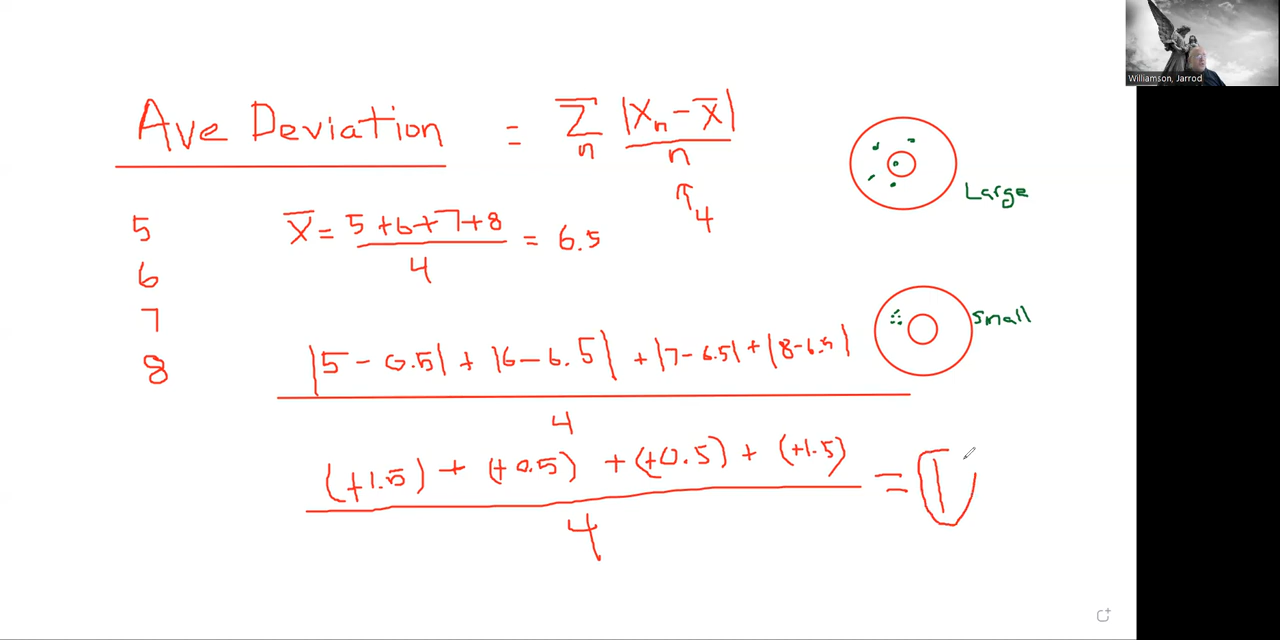 Williamson, Jarrod
Ave Deviation = Σ |Xn - X̄|
n n
4
Large
5
6
7
8
X̄ = 5 + 6 + 7 + 8 = 6.5
4
small
|5 - 6.5| + |6 - 6.5| + |7 - 6.5| + |8 - 6.5|
4
(+1.5) + (+0.5) + (+0.5) + (+1.5) = 1
4